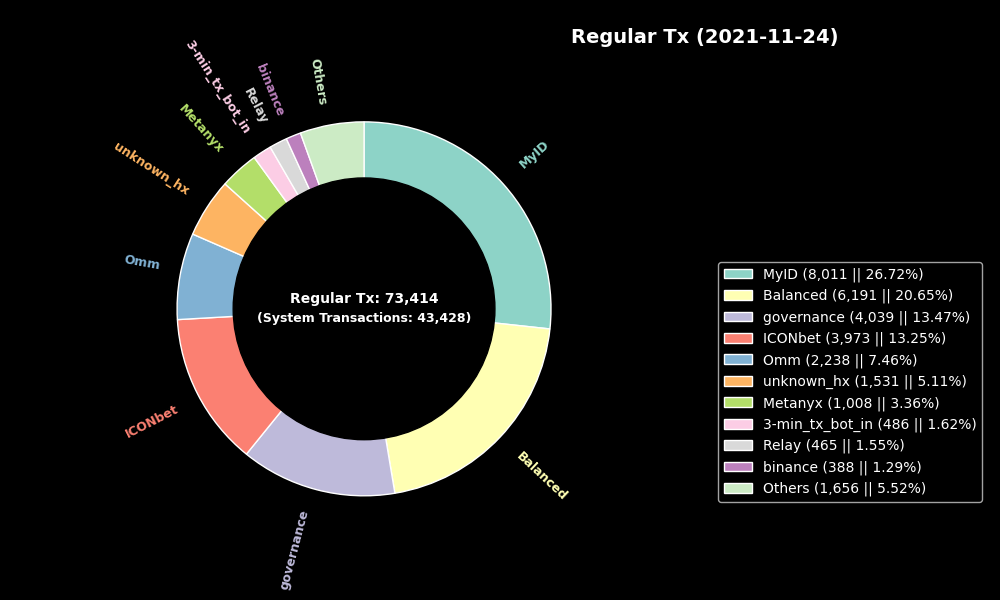 Regular Tx (2021-11-24)
Others
binance
Relay
3-min_tx_bot_in
Metanyx
unknown_hx
Omm
ICONbet
governance
Balanced
MyID
Regular Tx: 73,414
(System Transactions: 43,428)
MyID (8,011 || 26.72%)
Balanced (6,191 || 20.65%)
governance (4,039 || 13.47%)
ICONbet (3,973 || 13.25%)
Omm (2,238 || 7.46%)
unknown_hx (1,531 || 5.11%)
Metanyx (1,008 || 3.36%)
3-min_tx_bot_in (486 || 1.62%)
Relay (465 || 1.55%)
binance (388 || 1.29%)
Others (1,656 || 5.52%)